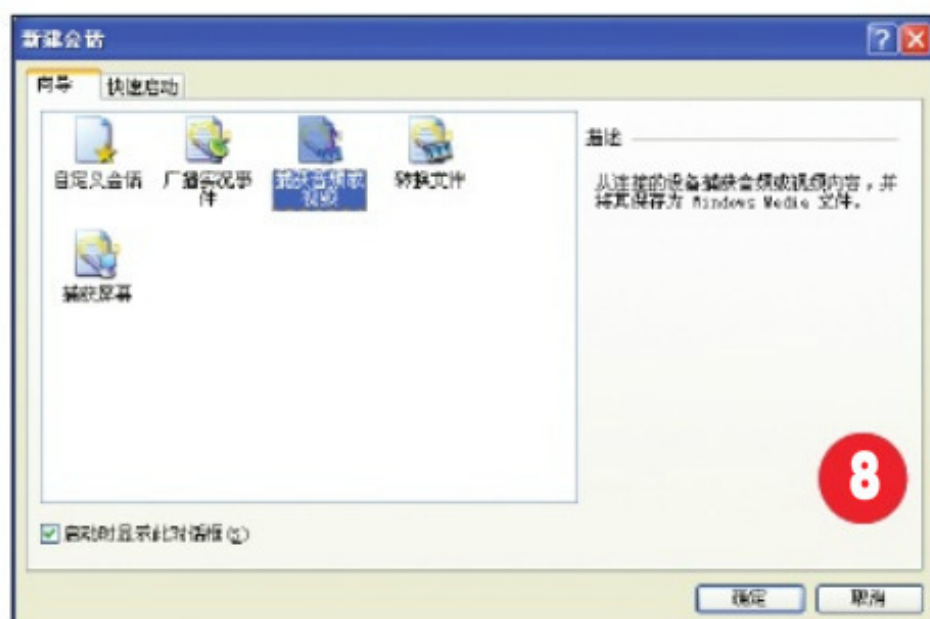 新建会话
向导 快速启动
自定义会话 广播实况事件 捕获音频或视频 转换文件
捕获屏幕
描述
从连接的设备捕获音频或视频内容，并
将其保存为 Windows Media 文件。
8
启动时显示此对话框(S)
确定 取消